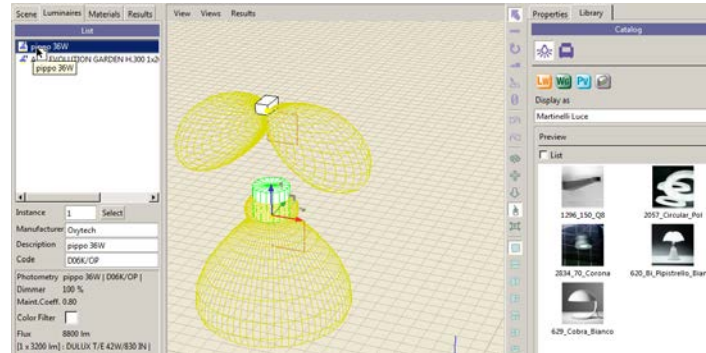 Scene Luminaires Materials Results
List
pippo 36W
EVOLUTION GARDEN H.300
pippo 36W
Instance 1 Select
Manufacturer Oxytech
Description pippo 36W
Code D06K/OP
Photometry pippo 36W | D06K/OP |
Dimmer 100 %
Maint.Coeff. 0.80
Color Filter
Flux 8800 lm
[1 x 3200 lm] : DULUX T/E 42W/830 IN |
View Views Results
Properties Library
Catalog
Display as
Martinelli Luce
Preview
List
1296_150_Q8
2057_Circular_Pol
2834_70_Corona
620_Bi_Pipistrello_Bian
629_Cobra_Bianco